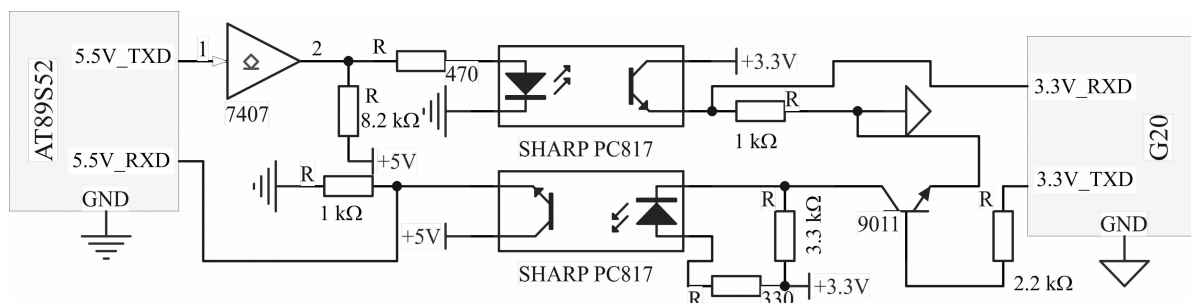 AT89S52
5.5V_TXD
5.5V_RXD
GND
1
2
7407
R
470
R
8.2 kΩ
+5V
R
1 kΩ
+5V
SHARP PC817
SHARP PC817
+3.3V
R
1 kΩ
R
3.3 kΩ
R
330
+3.3V
9011
R
2.2 kΩ
3.3V_RXD
3.3V_TXD
G20
GND